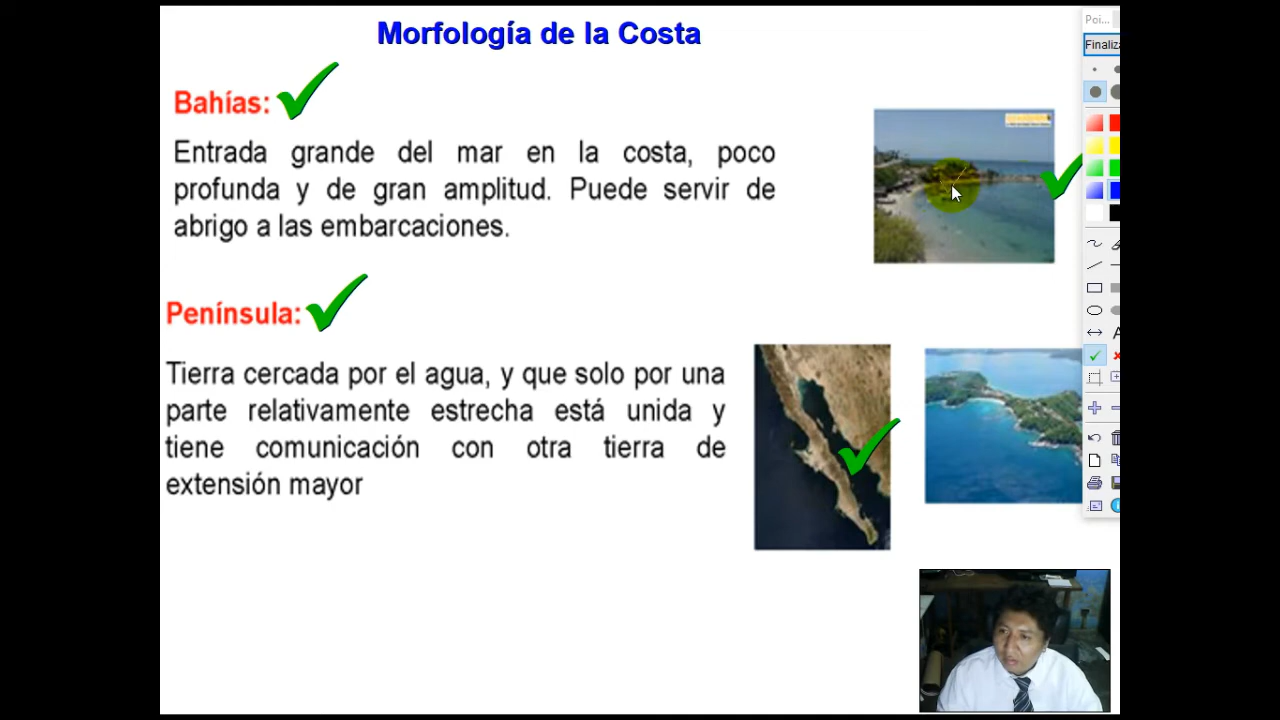 Morfología de la Costa
Poi...
Finaliza
Bahías:
Entrada grande del mar en la costa, poco
profunda y de gran amplitud. Puede servir de
abrigo a las embarcaciones.
Península:
Tierra cercada por el agua, y que solo por una
parte relativamente estrecha está unida y
tiene comunicación con otra tierra de
extensión mayor
A